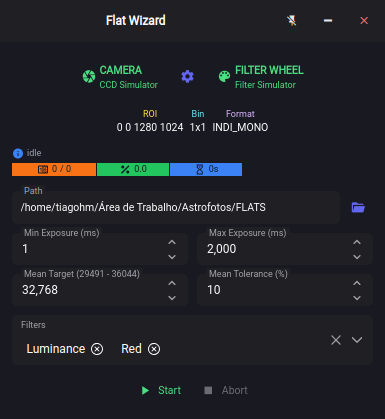 Flat Wizard
CAMERA
CCD Simulator
FILTER WHEEL
Filter Simulator
ROI Bin Format
0 0 1280 1024 1x1 INDI_MONO
idle
0 / 0 0.0 0s
Path
/home/tiagohm/Área de Trabalho/Astrofotos/FLATS
Min Exposure (ms)
1
Max Exposure (ms)
2,000
Mean Target (29491 - 36044)
32,768
Mean Tolerance (%)
10
Filters
Luminance Red
Start Abort